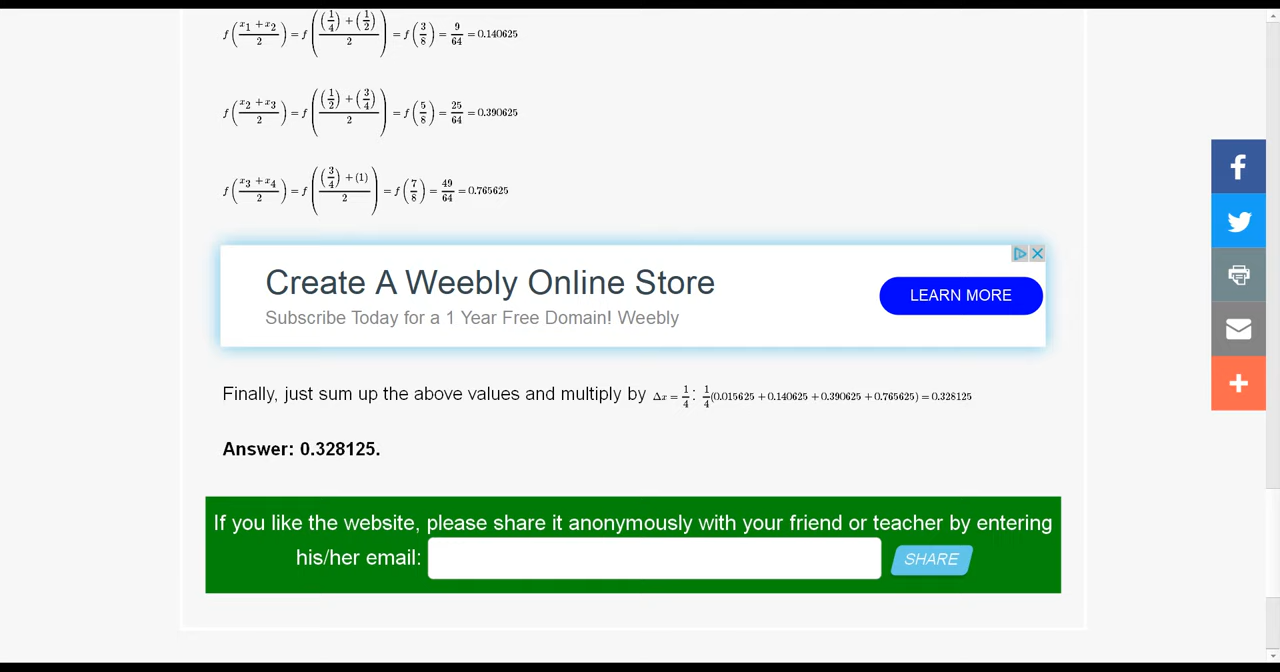 f((x₁ + x₂)/2) = f(((1/4) + (1/2))/2) = f(3/8) = 9/64 = 0.140625
f((x₂ + x₃)/2) = f(((1/2) + (3/4))/2) = f(5/8) = 25/64 = 0.390625
f((x₃ + x₄)/2) = f(((3/4) + (1))/2) = f(7/8) = 49/64 = 0.765625
Create A Weebly Online Store
Subscribe Today for a 1 Year Free Domain! Weebly
LEARN MORE
Finally, just sum up the above values and multiply by Δx = 1/4: 1/4(0.015625 + 0.140625 + 0.390625 + 0.765625) = 0.328125
Answer: 0.328125.
If you like the website, please share it anonymously with your friend or teacher by entering
his/her email:
SHARE